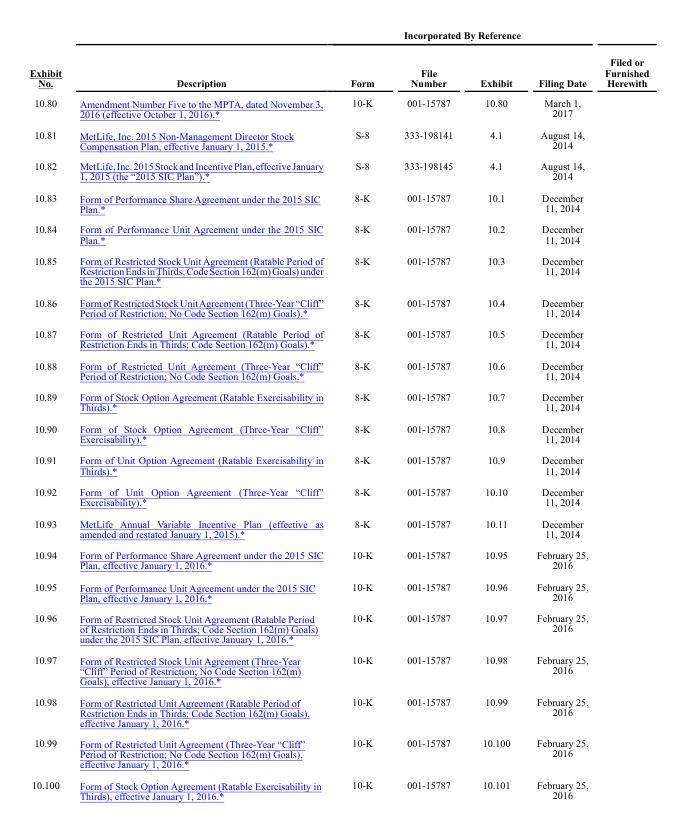 Incorporated By Reference
Exhibit No. Description Form File Number Exhibit Filing Date Filed or Furnished Herewith
10.80 Amendment Number Five to the MPTA, dated November 3, 10-K 001-15787 10.80 March 1,
2016 (effective October 1, 2016).* 2017
10.81 MetLife, Inc. 2015 Non-Management Director Stock S-8 333-198141 4.1 August 14,
Compensation Plan, effective January 1, 2015.* 2014
10.82 MetLife, Inc. 2015 Stock and Incentive Plan, effective January S-8 333-198145 4.1 August 14,
1, 2015 (the “2015 SIC Plan”).* 2014
10.83 Form of Performance Share Agreement under the 2015 SIC 8-K 001-15787 10.1 December
Plan.* 11, 2014
10.84 Form of Performance Unit Agreement under the 2015 SIC 8-K 001-15787 10.2 December
Plan.* 11, 2014
10.85 Form of Restricted Stock Unit Agreement (Ratable Period of 8-K 001-15787 10.3 December
Restriction Ends in Thirds; Code Section 162(m) Goals) under 11, 2014
the 2015 SIC Plan.*
10.86 Form of Restricted Stock Unit Agreement (Three-Year “Cliff” 8-K 001-15787 10.4 December
Period of Restriction; No Code Section 162(m) Goals).* 11, 2014
10.87 Form of Restricted Unit Agreement (Ratable Period of 8-K 001-15787 10.5 December
Restriction Ends in Thirds; Code Section 162(m) Goals).* 11, 2014
10.88 Form of Restricted Unit Agreement (Three-Year “Cliff” 8-K 001-15787 10.6 December
Period of Restriction; No Code Section 162(m) Goals.* 11, 2014
10.89 Form of Stock Option Agreement (Ratable Exercisability in 8-K 001-15787 10.7 December
Thirds).* 11, 2014
10.90 Form of Stock Option Agreement (Three-Year “Cliff” 8-K 001-15787 10.8 December
Exercisability).* 11, 2014
10.91 Form of Unit Option Agreement (Ratable Exercisability in 8-K 001-15787 10.9 December
Thirds).* 11, 2014
10.92 Form of Unit Option Agreement (Three-Year “Cliff” 8-K 001-15787 10.10 December
Exercisability).* 11, 2014
10.93 MetLife Annual Variable Incentive Plan (effective as 8-K 001-15787 10.11 December
amended and restated January 1, 2015).* 11, 2014
10.94 Form of Performance Share Agreement under the 2015 SIC 10-K 001-15787 10.95 February 25,
Plan, effective January 1, 2016.* 2016
10.95 Form of Performance Unit Agreement under the 2015 SIC 10-K 001-15787 10.96 February 25,
Plan, effective January 1, 2016.* 2016
10.96 Form of Restricted Stock Unit Agreement (Ratable Period 10-K 001-15787 10.97 February 25,
of Restriction Ends in Thirds; Code Section 162(m) Goals) 2016
under the 2015 SIC Plan, effective January 1, 2016.*
10.97 Form of Restricted Stock Unit Agreement (Three-Year 10-K 001-15787 10.98 February 25,
“Cliff” Period of Restriction; No Code Section 162(m) 2016
Goals), effective January 1, 2016.*
10.98 Form of Restricted Unit Agreement (Ratable Period of 10-K 001-15787 10.99 February 25,
Restriction Ends in Thirds; Code Section 162(m) Goals), 2016
effective January 1, 2016.*
10.99 Form of Restricted Unit Agreement (Three-Year “Cliff” 10-K 001-15787 10.100 February 25,
Period of Restriction; No Code Section 162(m) Goals), 2016
effective January 1, 2016.*
10.100 Form of Stock Option Agreement (Ratable Exercisability in 10-K 001-15787 10.101 February 25,
Thirds), effective January 1, 2016.* 2016